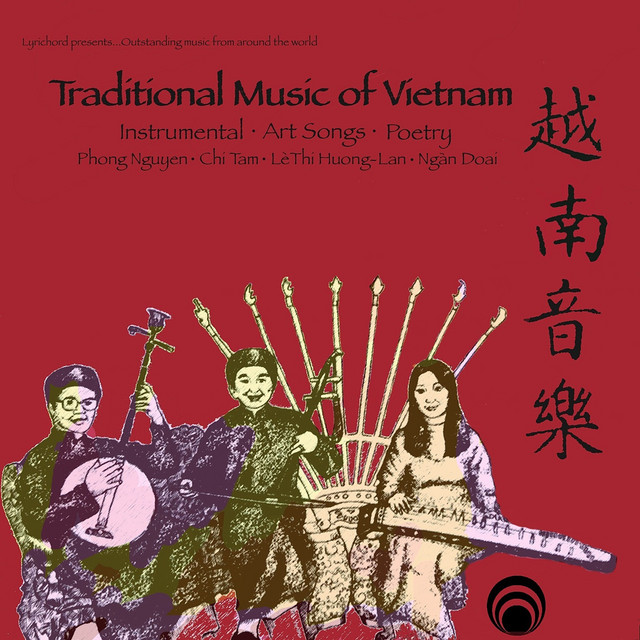 Lyrichord presents...Outstanding music from around the world
Traditional Music of Vietnam
Instrumental · Art Songs · Poetry
Phong Nguyen · Chí Tam · LèThi Huong-Lan · Ngàn Doai
越南音樂